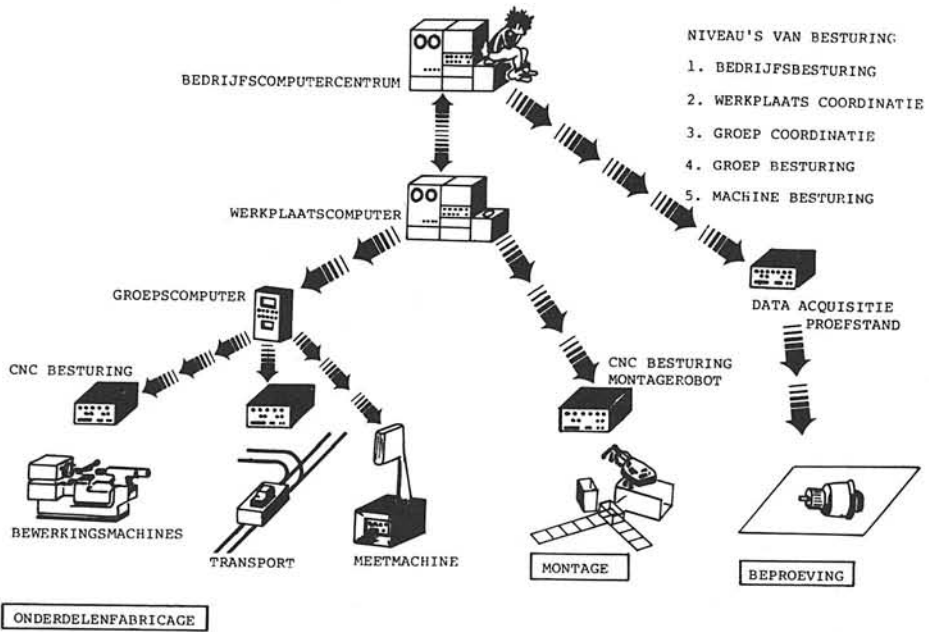 NIVEAU'S VAN BESTURING
1. BEDRIJFSBESTURING
2. WERKPLAATS COORDINATIE
3. GROEP COORDINATIE
4. GROEP BESTURING
5. MACHINE BESTURING
BEDRIJFSCOMPUTERCENTRUM
WERKPLAATSCOMPUTER
GROEPSCOMPUTER
DATA ACQUISITIE
PROEFSTAND
CNC BESTURING
CNC BESTURING
MONTAGEROBOT
BEWERKINGSMACHINES
TRANSPORT
MEETMACHINE
MONTAGE
BEPROEVING
ONDERDELENFABRICAGE